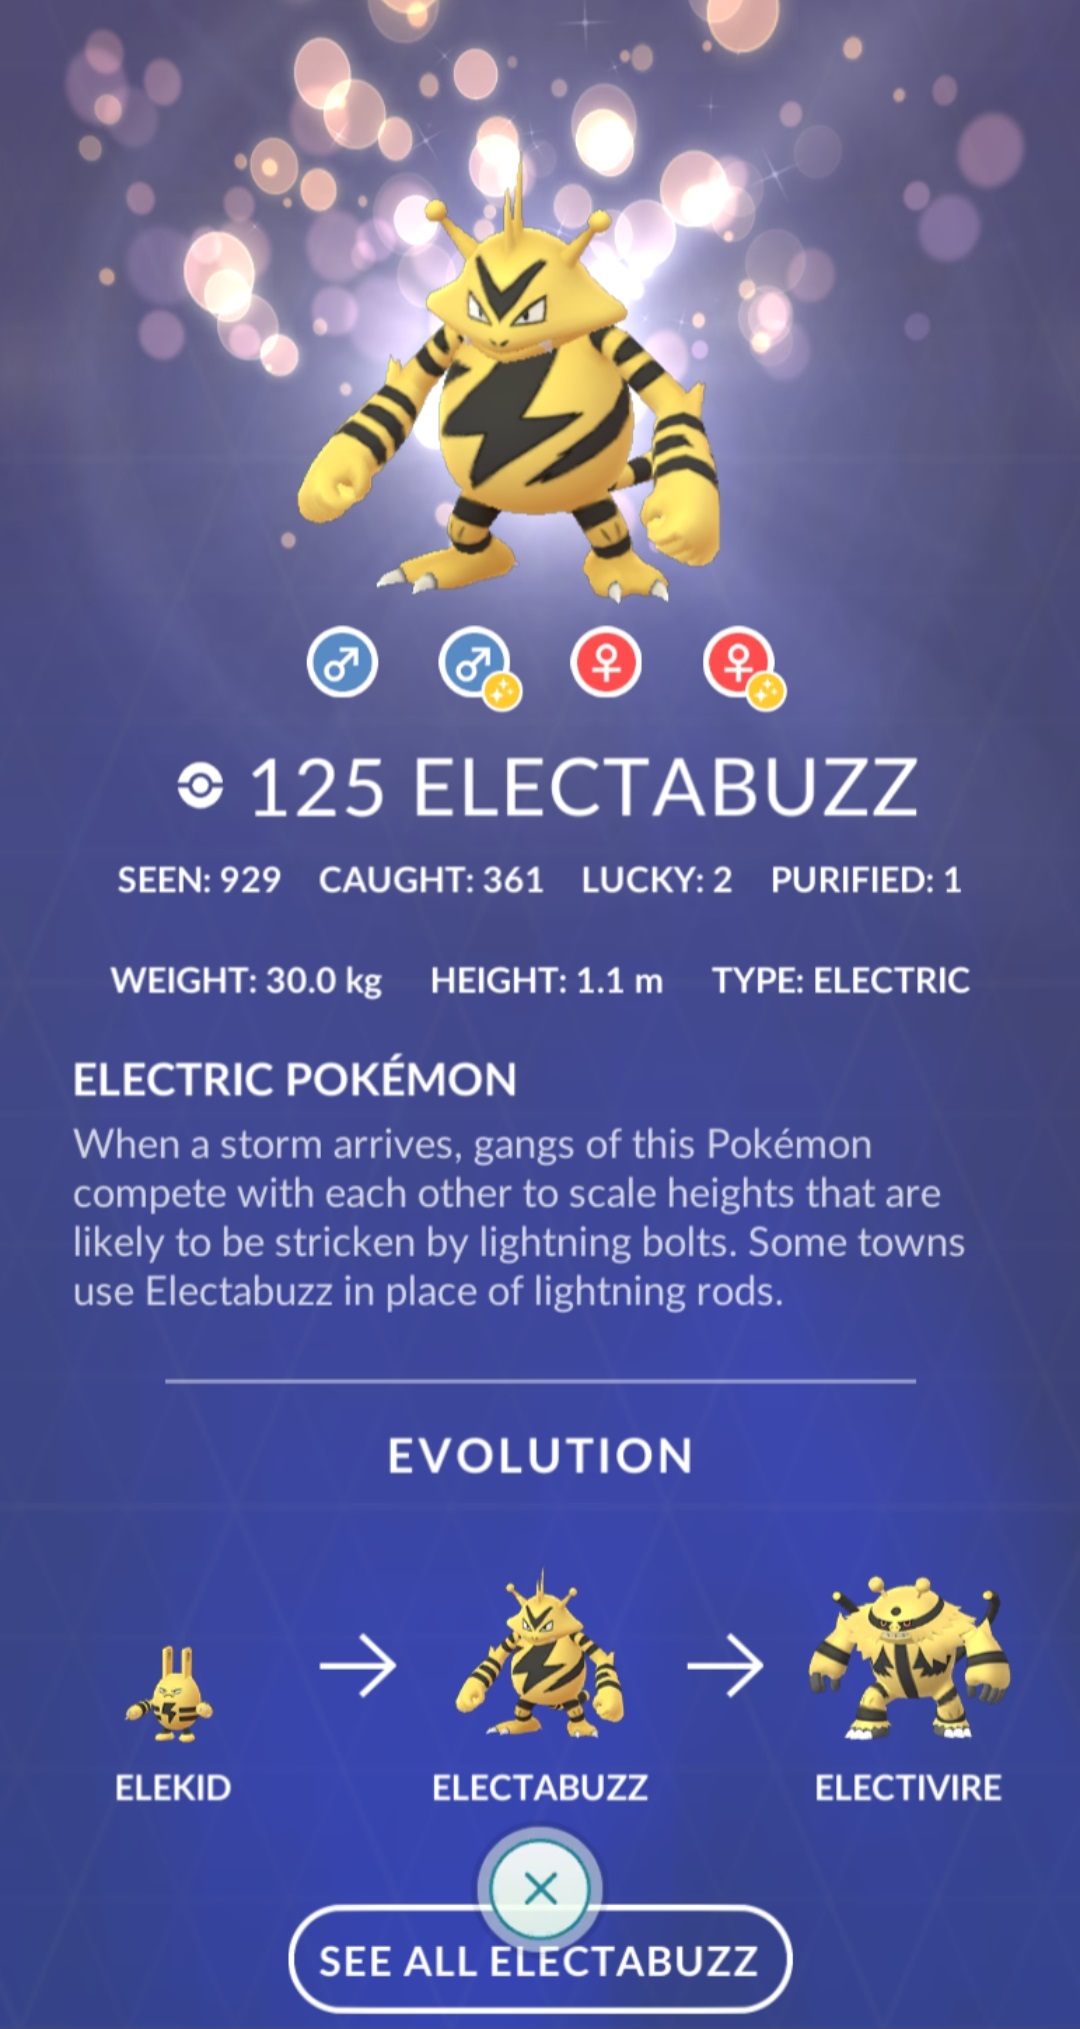 125 ELECTABUZZ
SEEN: 929 CAUGHT: 361 LUCKY: 2 PURIFIED: 1
WEIGHT: 30.0 kg HEIGHT: 1.1 m TYPE: ELECTRIC
ELECTRIC POKÉMON
When a storm arrives, gangs of this Pokémon
compete with each other to scale heights that are
likely to be stricken by lightning bolts. Some towns
use Electabuzz in place of lightning rods.
EVOLUTION
ELEKID ELECTABUZZ ELECTIVIRE
SEE ALL ELECTABUZZ